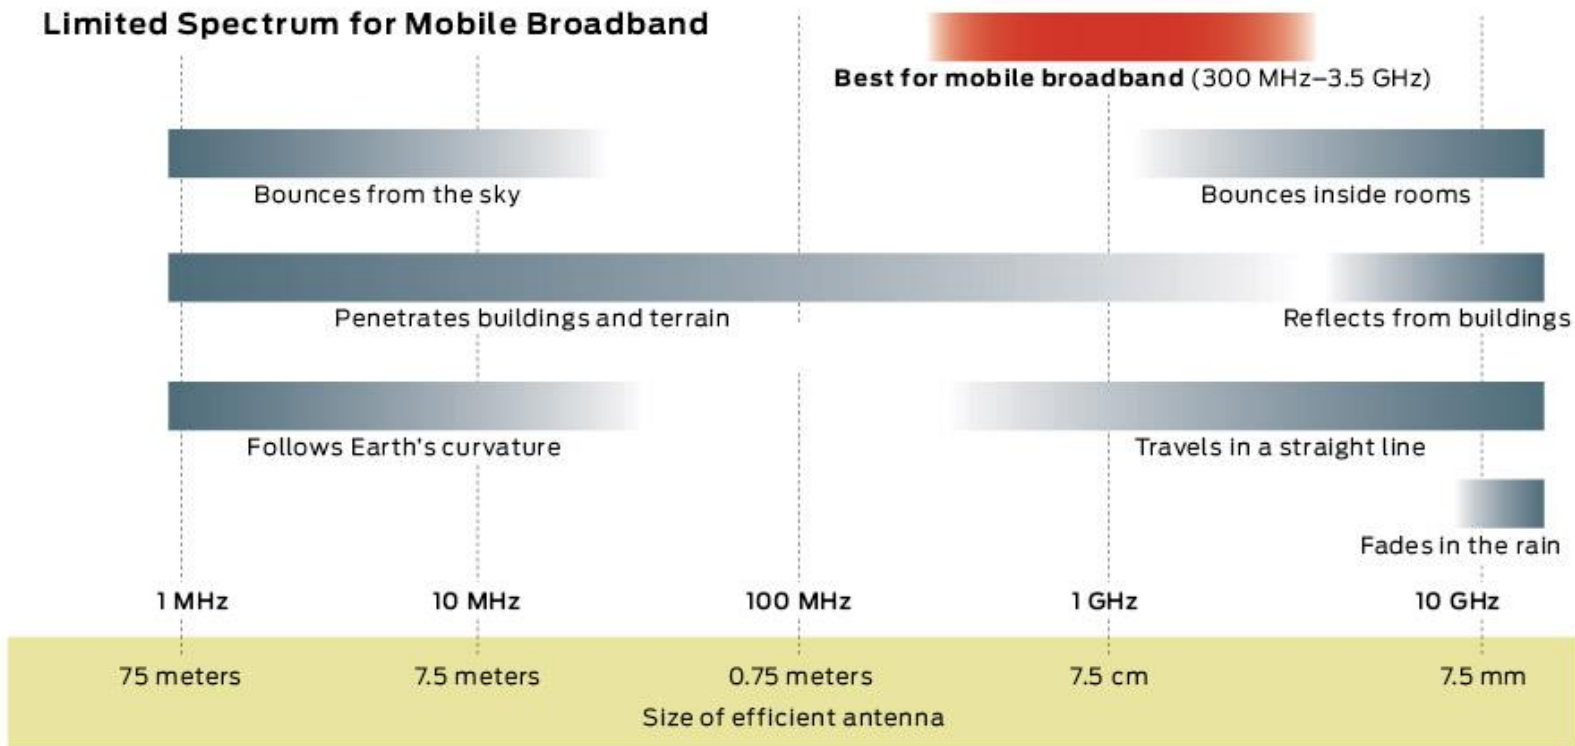 Limited Spectrum for Mobile Broadband
Best for mobile broadband (300 MHz–3.5 GHz)
Bounces from the sky
Bounces inside rooms
Penetrates buildings and terrain
Reflects from buildings
Follows Earth's curvature
Travels in a straight line
Fades in the rain
1 MHz 10 MHz 100 MHz 1 GHz 10 GHz
75 meters 7.5 meters 0.75 meters 7.5 cm 7.5 mm
Size of efficient antenna